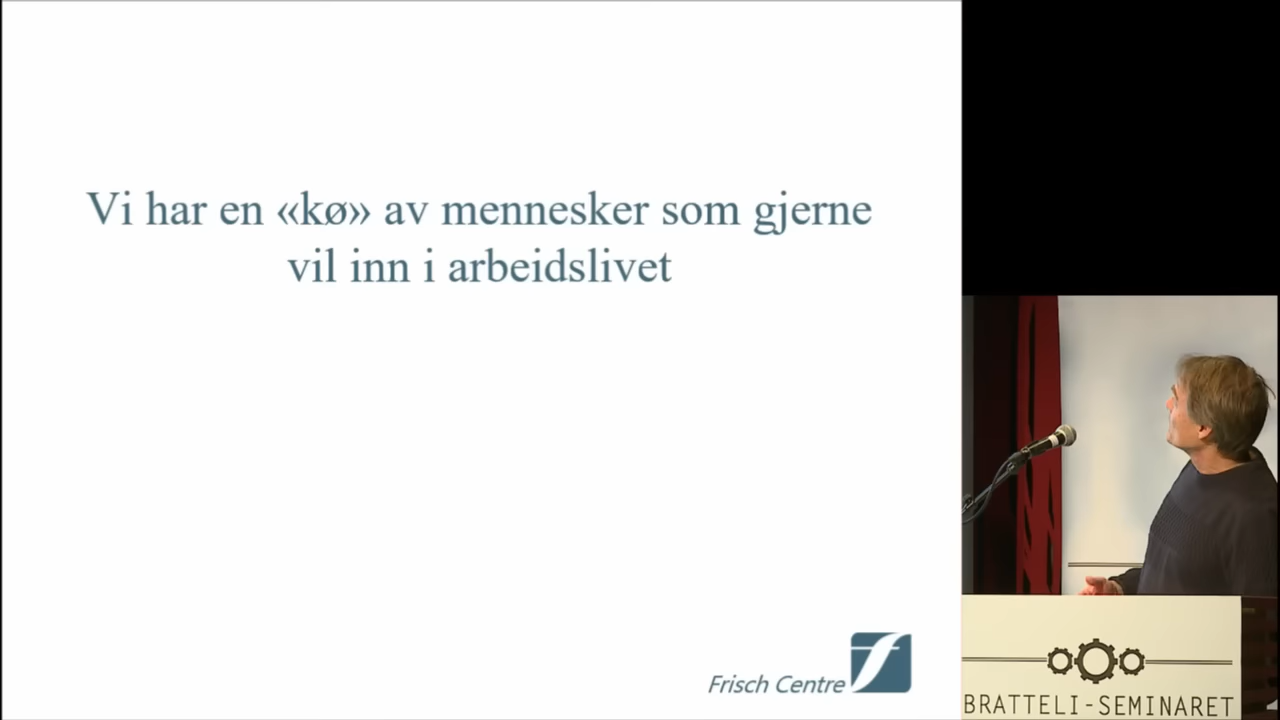 Vi har en «kø» av mennesker som gjerne
vil inn i arbeidslivet
Frisch Centre
BRATTELI-SEMINARET